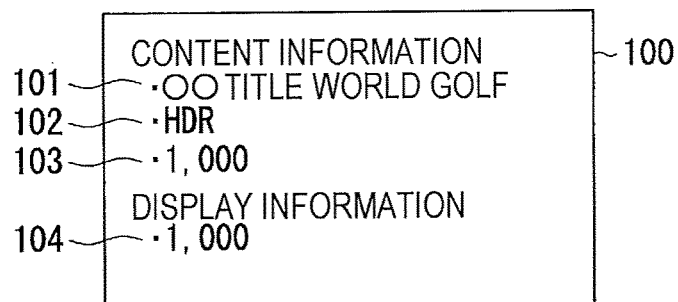 CONTENT INFORMATION
100
101
·○○ TITLE WORLD GOLF
102
·HDR
103
·1,000
DISPLAY INFORMATION
104
·1,000